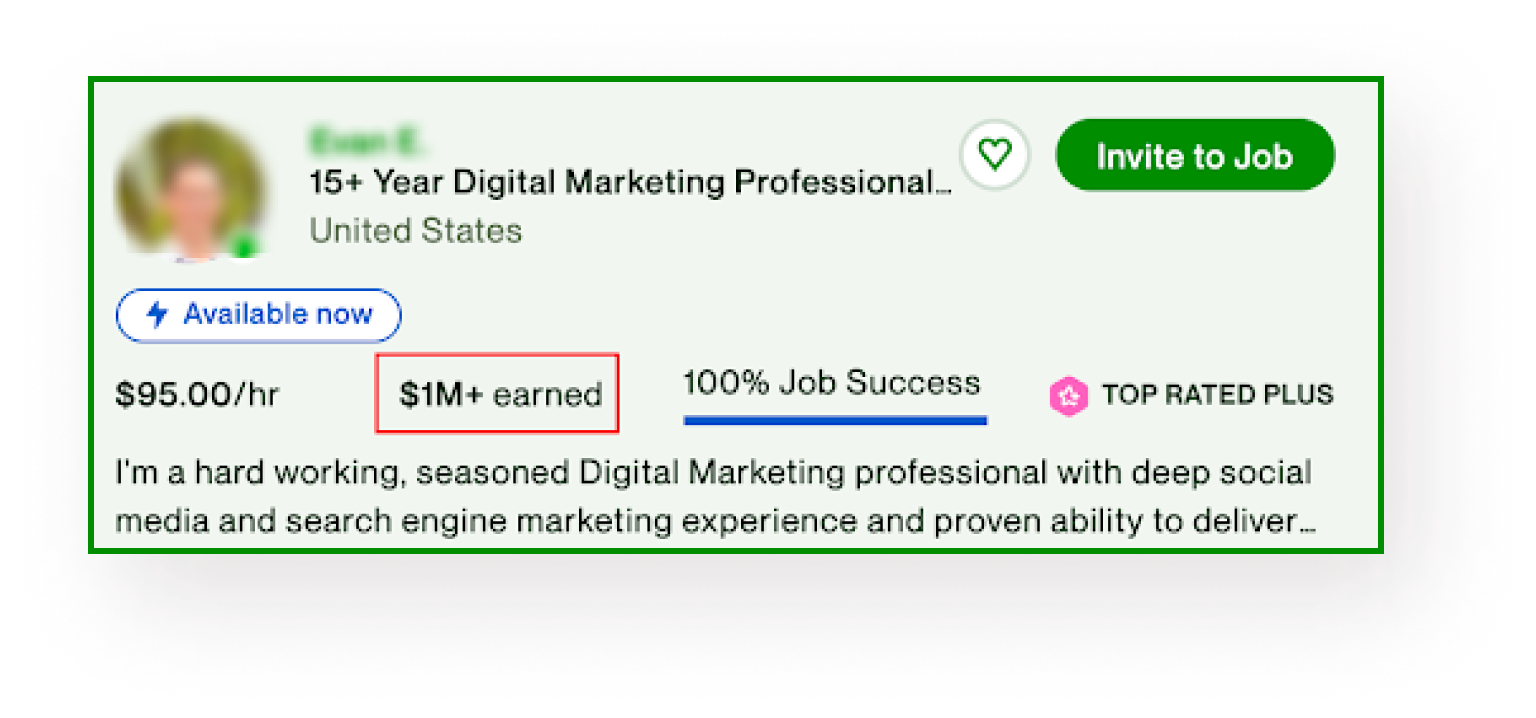 15+ Year Digital Marketing Professional...
United States
Invite to Job
Available now
$95.00/hr
$1M+ earned
100% Job Success
TOP RATED PLUS
I'm a hard working, seasoned Digital Marketing professional with deep social
media and search engine marketing experience and proven ability to deliver...